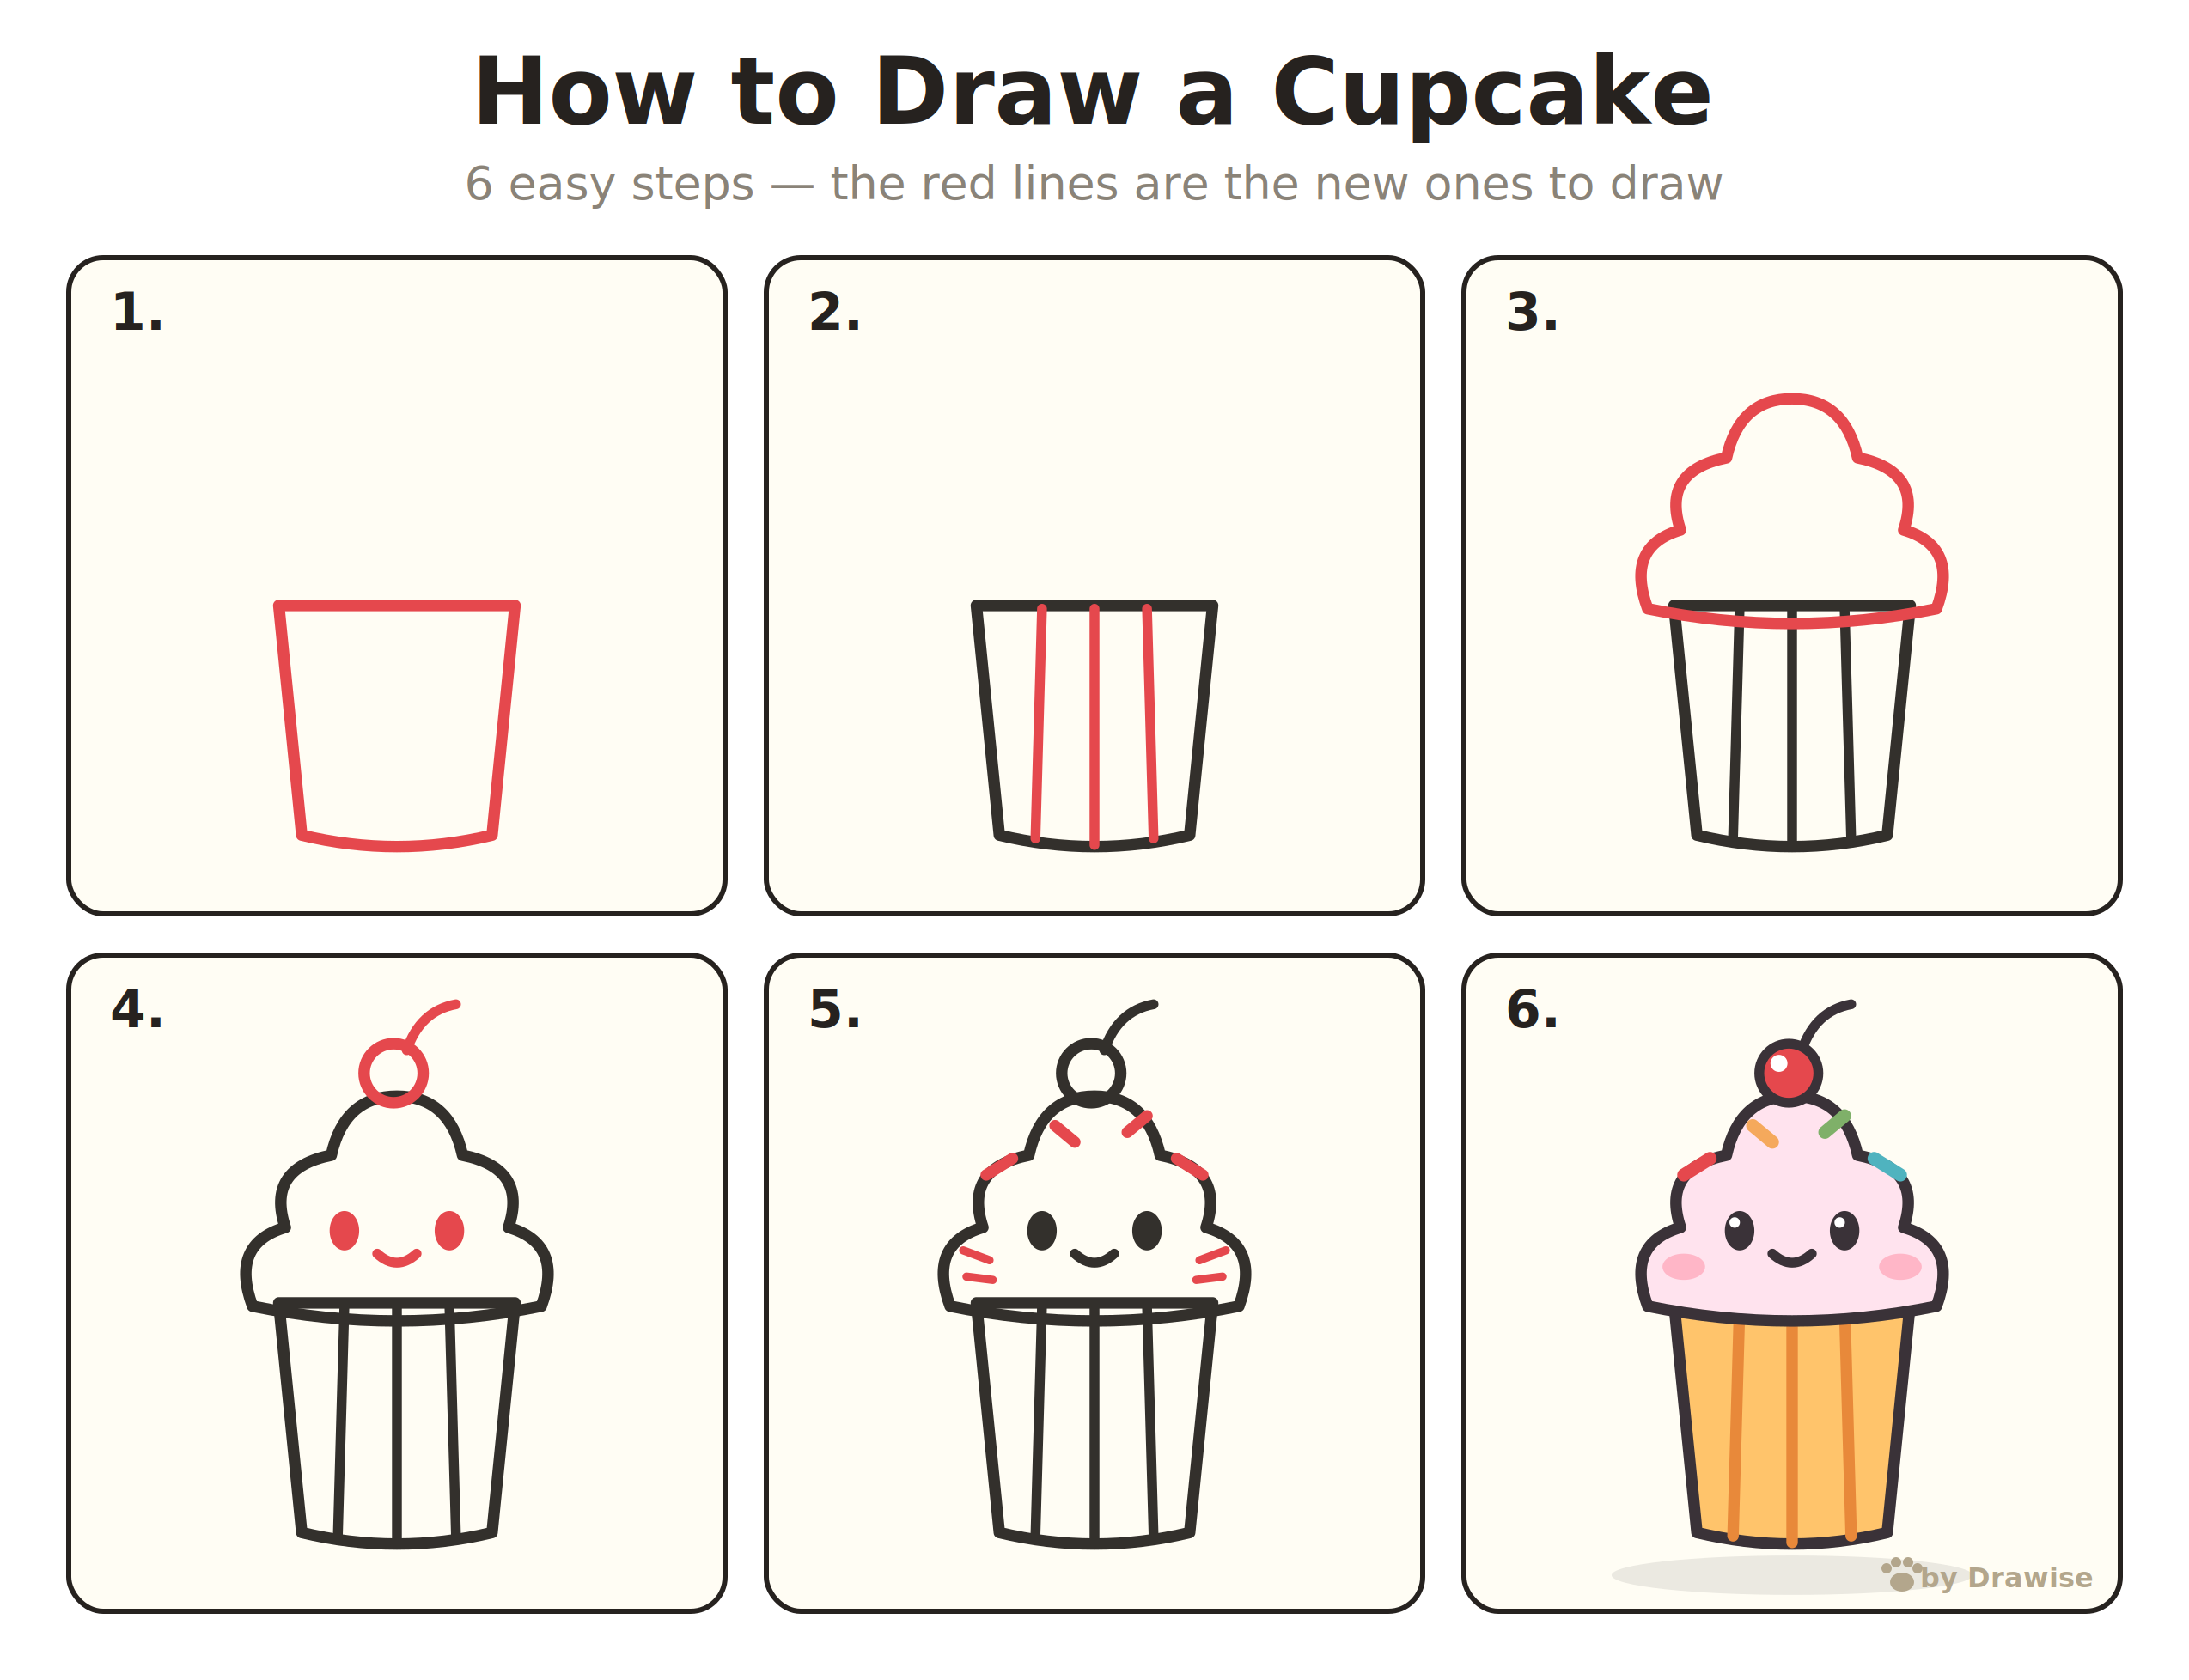 How to Draw a Cupcake
6 easy steps — the red lines are the new ones to draw
1.
2.
3.
4.
5.
6.
by Drawise